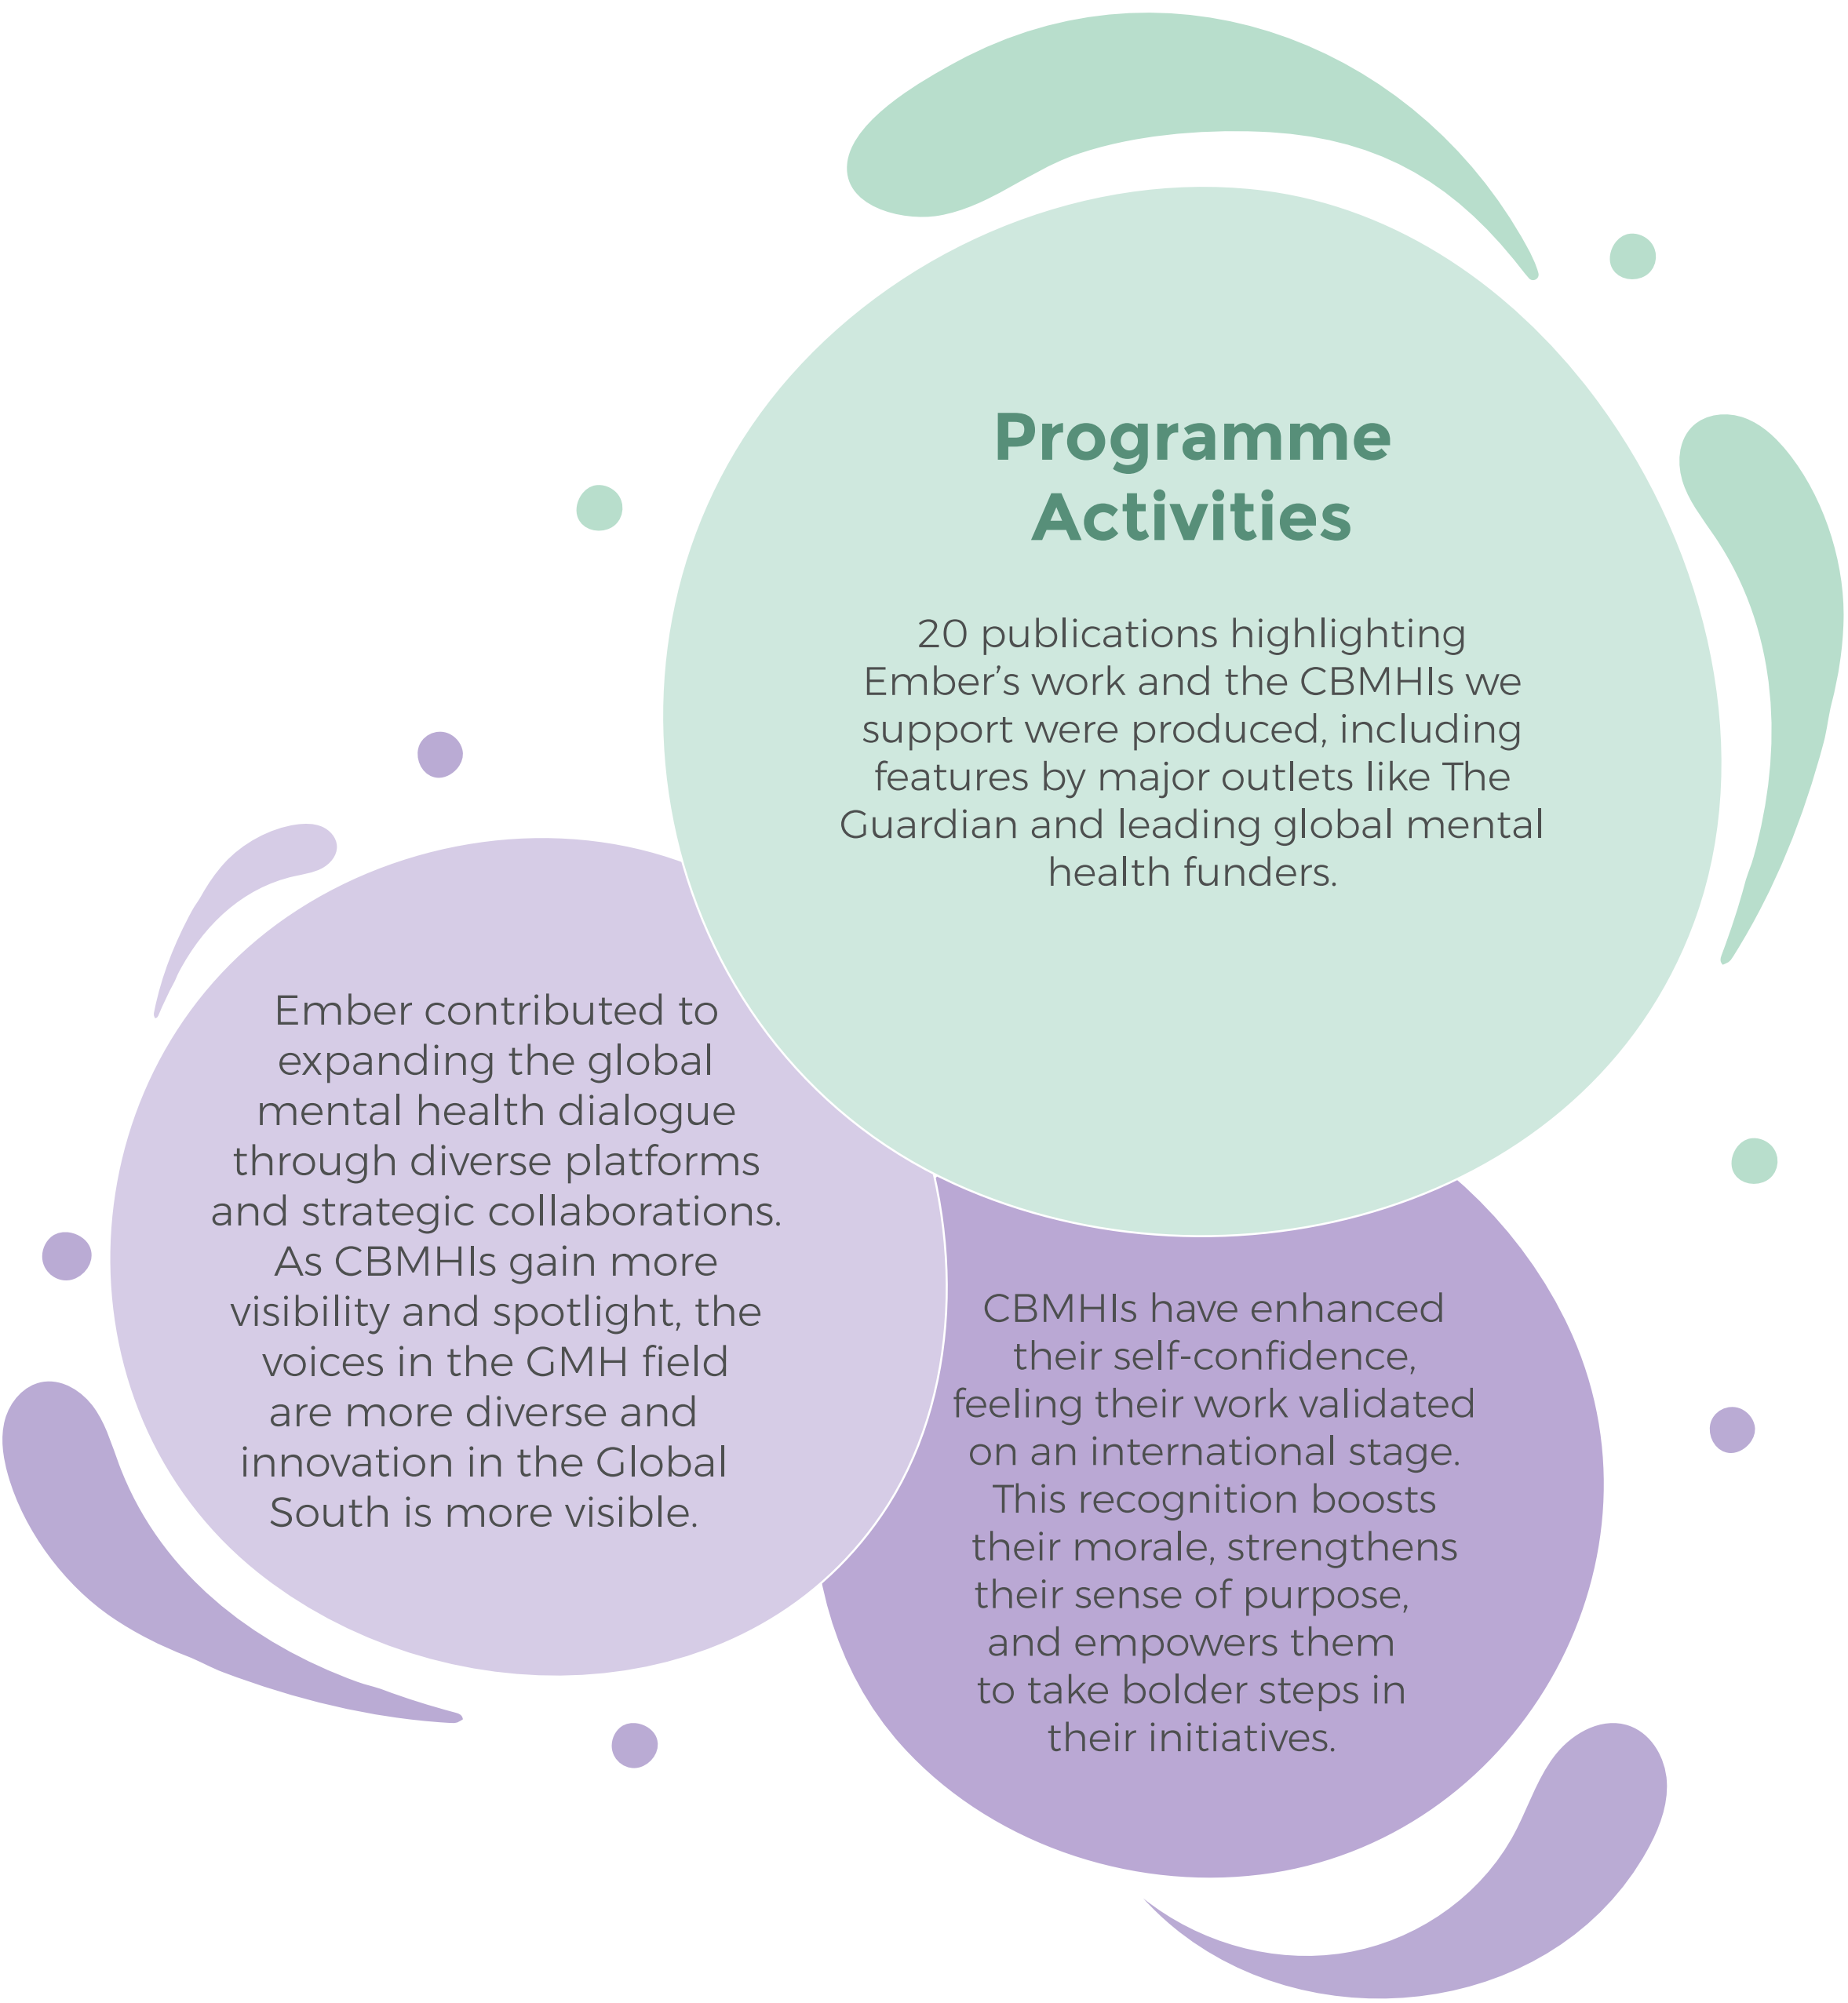 Programme
Activities
20 publications highlighting
Ember’s work and the CBMHIs we
support were produced, including
features by major outlets like The
Guardian and leading global mental
health funders.
Ember contributed to
expanding the global
mental health dialogue
through diverse platforms
and strategic collaborations.
As CBMHIs gain more
visibility and spotlight, the
voices in the GMH field
are more diverse and
innovation in the Global
South is more visible.
CBMHIs have enhanced
their self-confidence,
feeling their work validated
on an international stage.
This recognition boosts
their morale, strengthens
their sense of purpose,
and empowers them
to take bolder steps in
their initiatives.